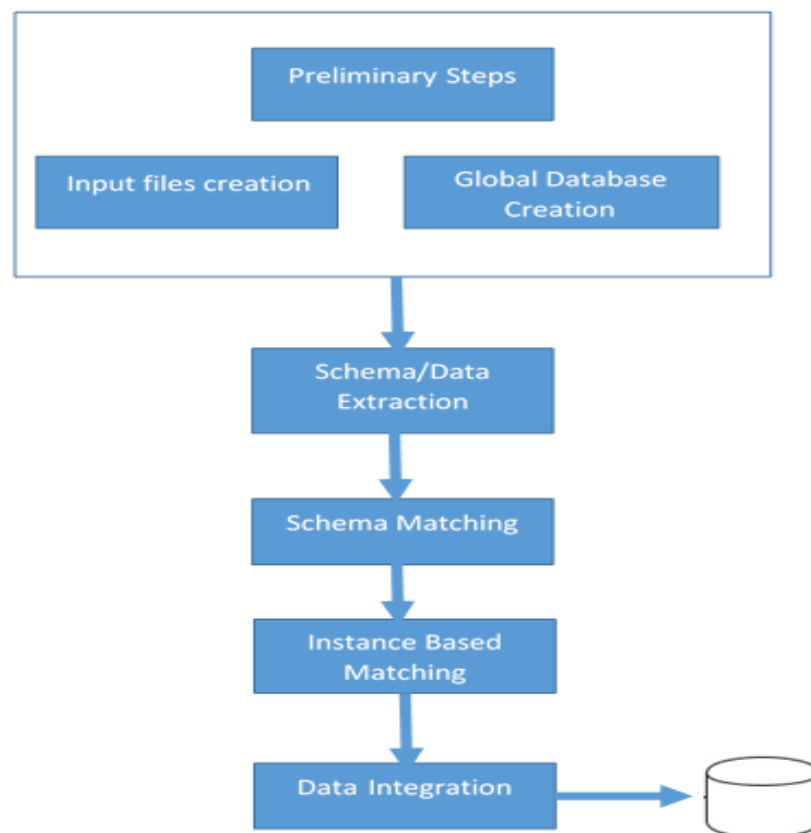 Preliminary Steps
Input files creation
Global Database
Creation
Schema/Data
Extraction
Schema Matching
Instance Based
Matching
Data Integration